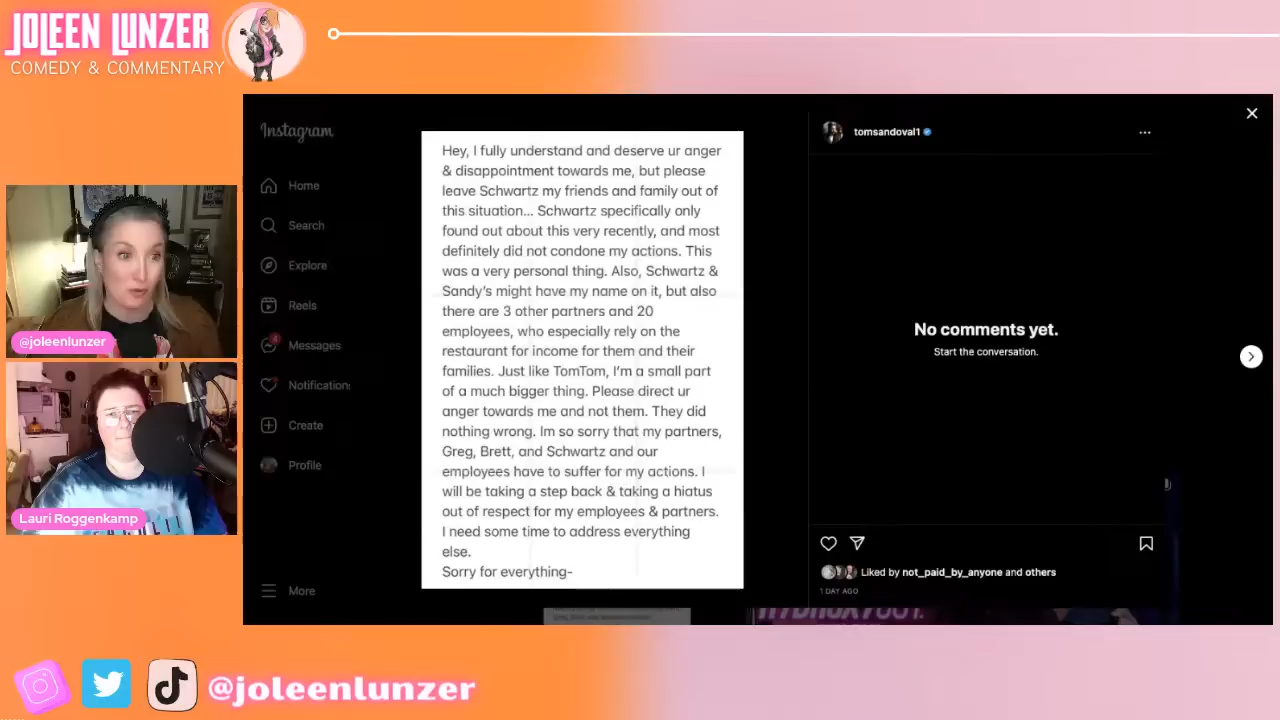 JOLEEN LUNZER
COMEDY & COMMENTARY
Instagram
Home
Search
Explore
Reels
4
Messages
Notifications
Create
Profile
More
Hey, I fully understand and deserve ur anger
& disappointment towards me, but please
leave Schwartz my friends and family out of
this situation... Schwartz specifically only
found out about this very recently, and most
definitely did not condone my actions. This
was a very personal thing. Also, Schwartz &
Sandy's might have my name on it, but also
there are 3 other partners and 20
employees, who especially rely on the
restaurant for income for them and their
families. Just like TomTom, I'm a small part
of a much bigger thing. Please direct ur
anger towards me and not them. They did
nothing wrong. Im so sorry that my partners,
Greg, Brett, and Schwartz and our
employees have to suffer for my actions. I
will be taking a step back & taking a hiatus
out of respect for my employees & partners.
I need some time to address everything
else.
Sorry for everything-
tomsandoval1
No comments yet.
Start the conversation.
Liked by not_paid_by_anyone and others
1 DAY AGO
@joleenlunzer
Lauri Roggenkamp
@joleenlunzer